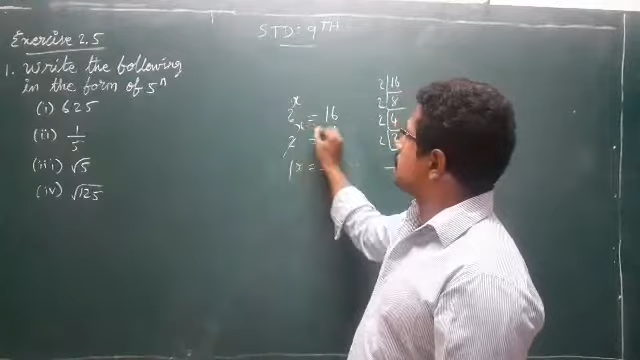 STD: 9TH
Exercise 2.5
1. Write the following
in the form of 5ⁿ
(i) 625
(ii) 1/5
(iii) √5
(iv) √125
2ˣ = 16
2ˣ =
x =
2 | 16
2 | 8
2 | 4
2